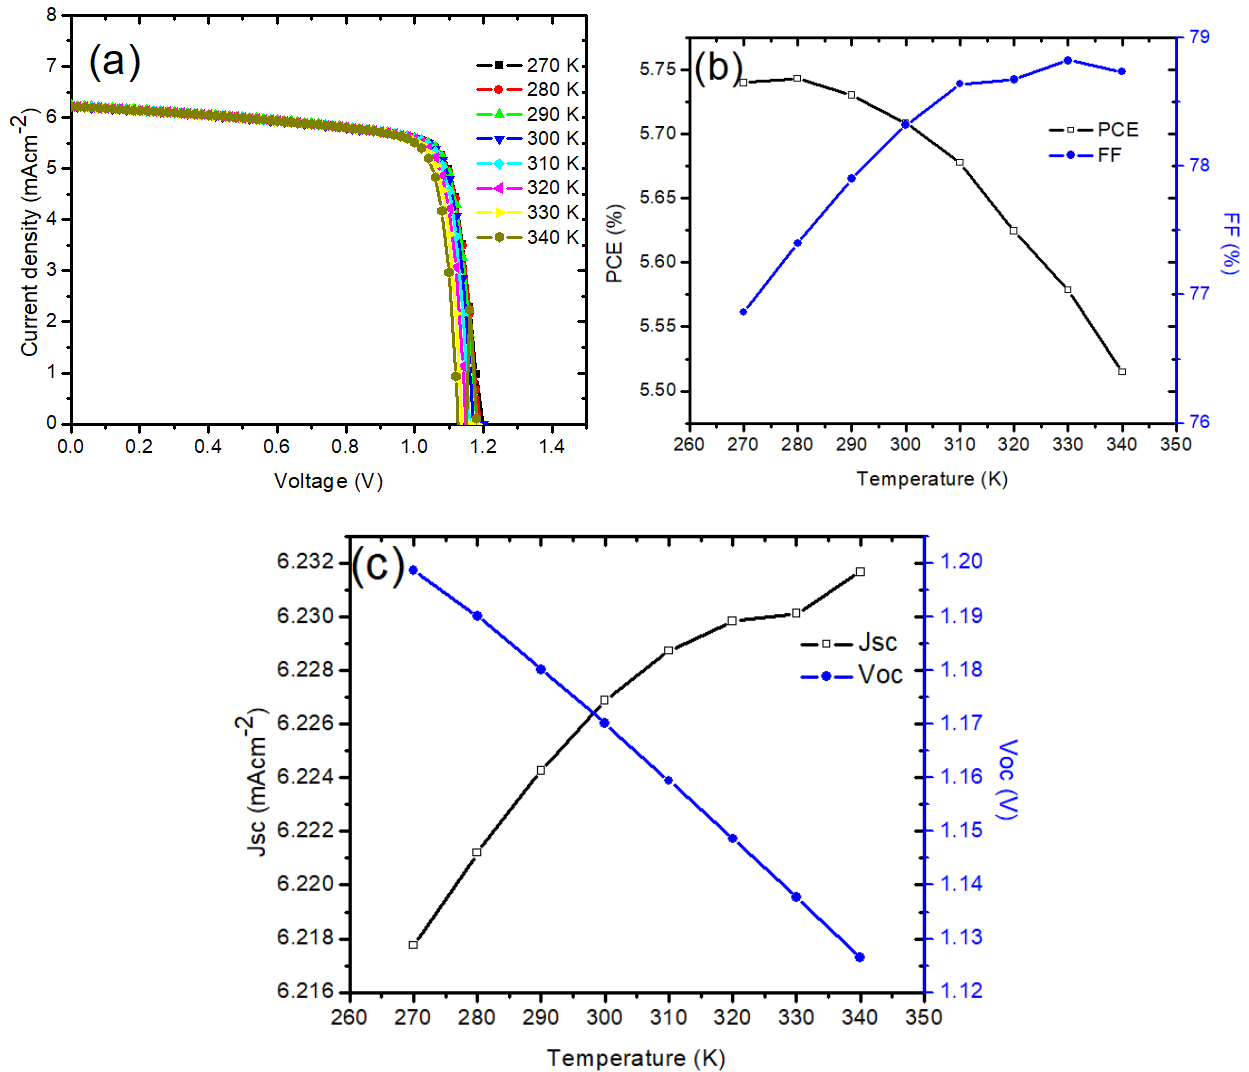 (a)
8
7
6
5
4
3
2
1
0
Current density (mAcm-2)
270 K
280 K
290 K
300 K
310 K
320 K
330 K
340 K
0.0 0.2 0.4 0.6 0.8 1.0 1.2 1.4
Voltage (V)
(b)
5.75
5.70
5.65
5.60
5.55
5.50
PCE (%)
PCE
FF
79
78
77
76
FF (%)
260 270 280 290 300 310 320 330 340 350
Temperature (K)
(c)
6.232
6.230
6.228
6.226
6.224
6.222
6.220
6.218
6.216
Jsc (mAcm-2)
Jsc
Voc
1.20
1.19
1.18
1.17
1.16
1.15
1.14
1.13
1.12
Voc (V)
260 270 280 290 300 310 320 330 340 350
Temperature (K)